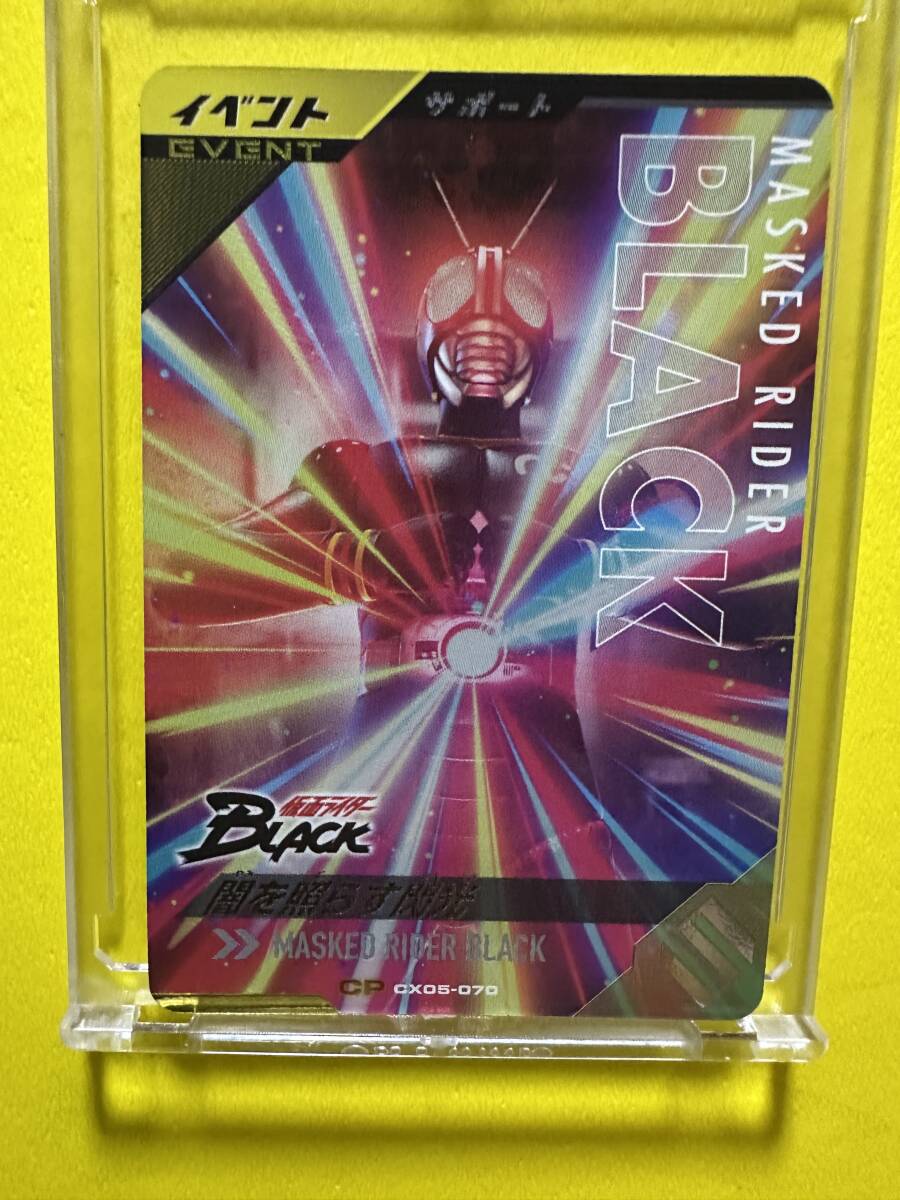 イベント
サポート
EVENT
MASKED RIDER
BLACK
仮面ライダー
BLACK
闇を照らす閃光
MASKED RIDER BLACK
CP CX05-070